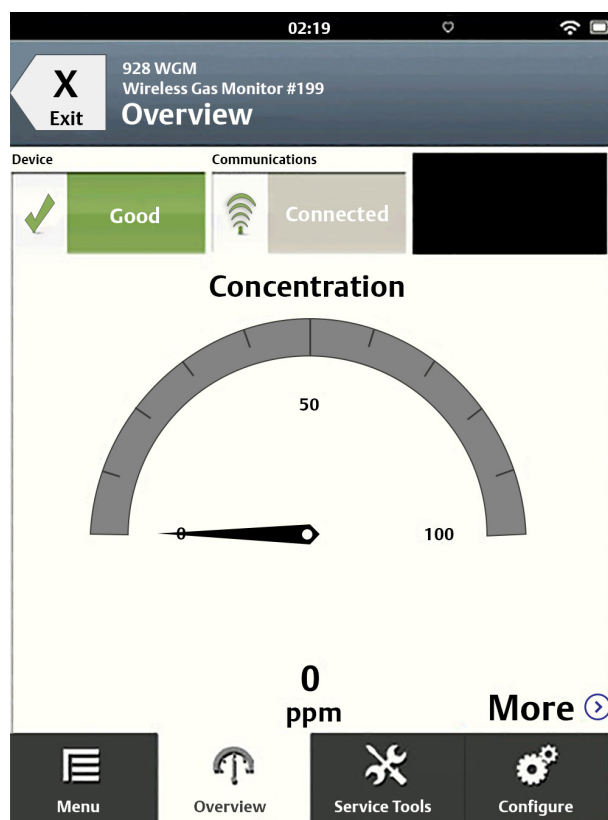 02:19
X
Exit
928 WGM
Wireless Gas Monitor #199
Overview
Device
Communications
Good
Connected
Concentration
50
0
100
0
ppm
More
Menu
Overview
Service Tools
Configure